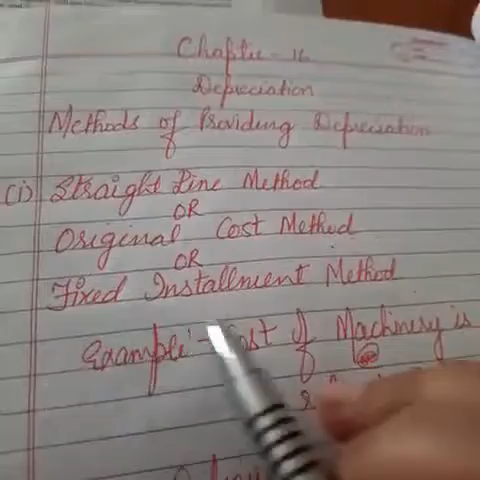 Chapter - 16
Depreciation
Methods of Providing Depreciation
(i) Straight Line Method
OR
Original Cost Method
OR
Fixed Installment Method
Example - Cost of Machinery is